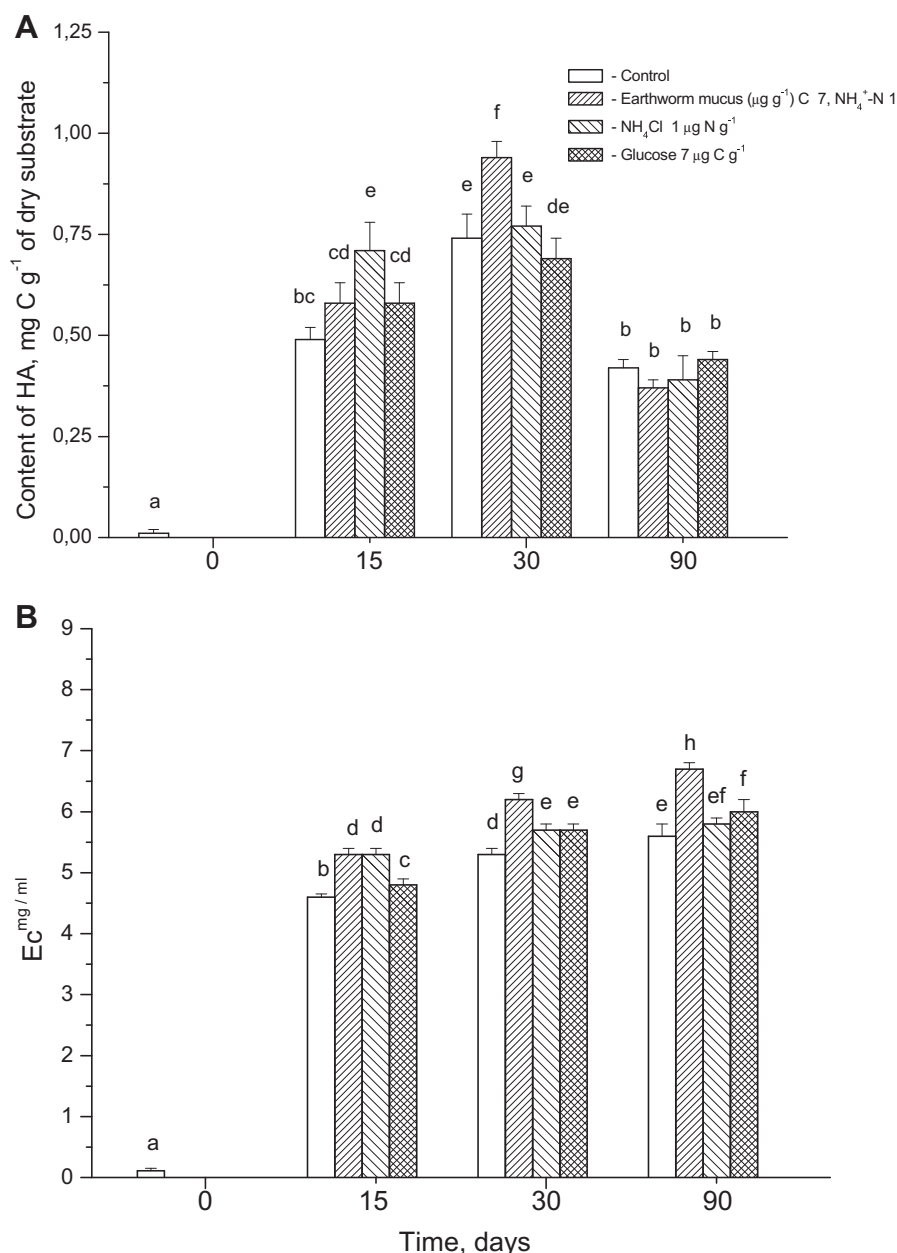 A
1,25
1,00
0,75
0,50
0,25
0,00
Content of HA, mg C g⁻¹ of dry substrate
- Control
- Earthworm mucus (μg g⁻¹) C 7, NH₄⁺-N 1
- NH₄Cl 1 μg N g⁻¹
- Glucose 7 μg C g⁻¹
a
bc cd e cd
e f e de
b b b b
0 15 30 90
B
9
8
7
6
5
4
3
2
1
0
Ec^mg / ml
a
b d d c
d g e e
e h ef f
0 15 30 90
Time, days